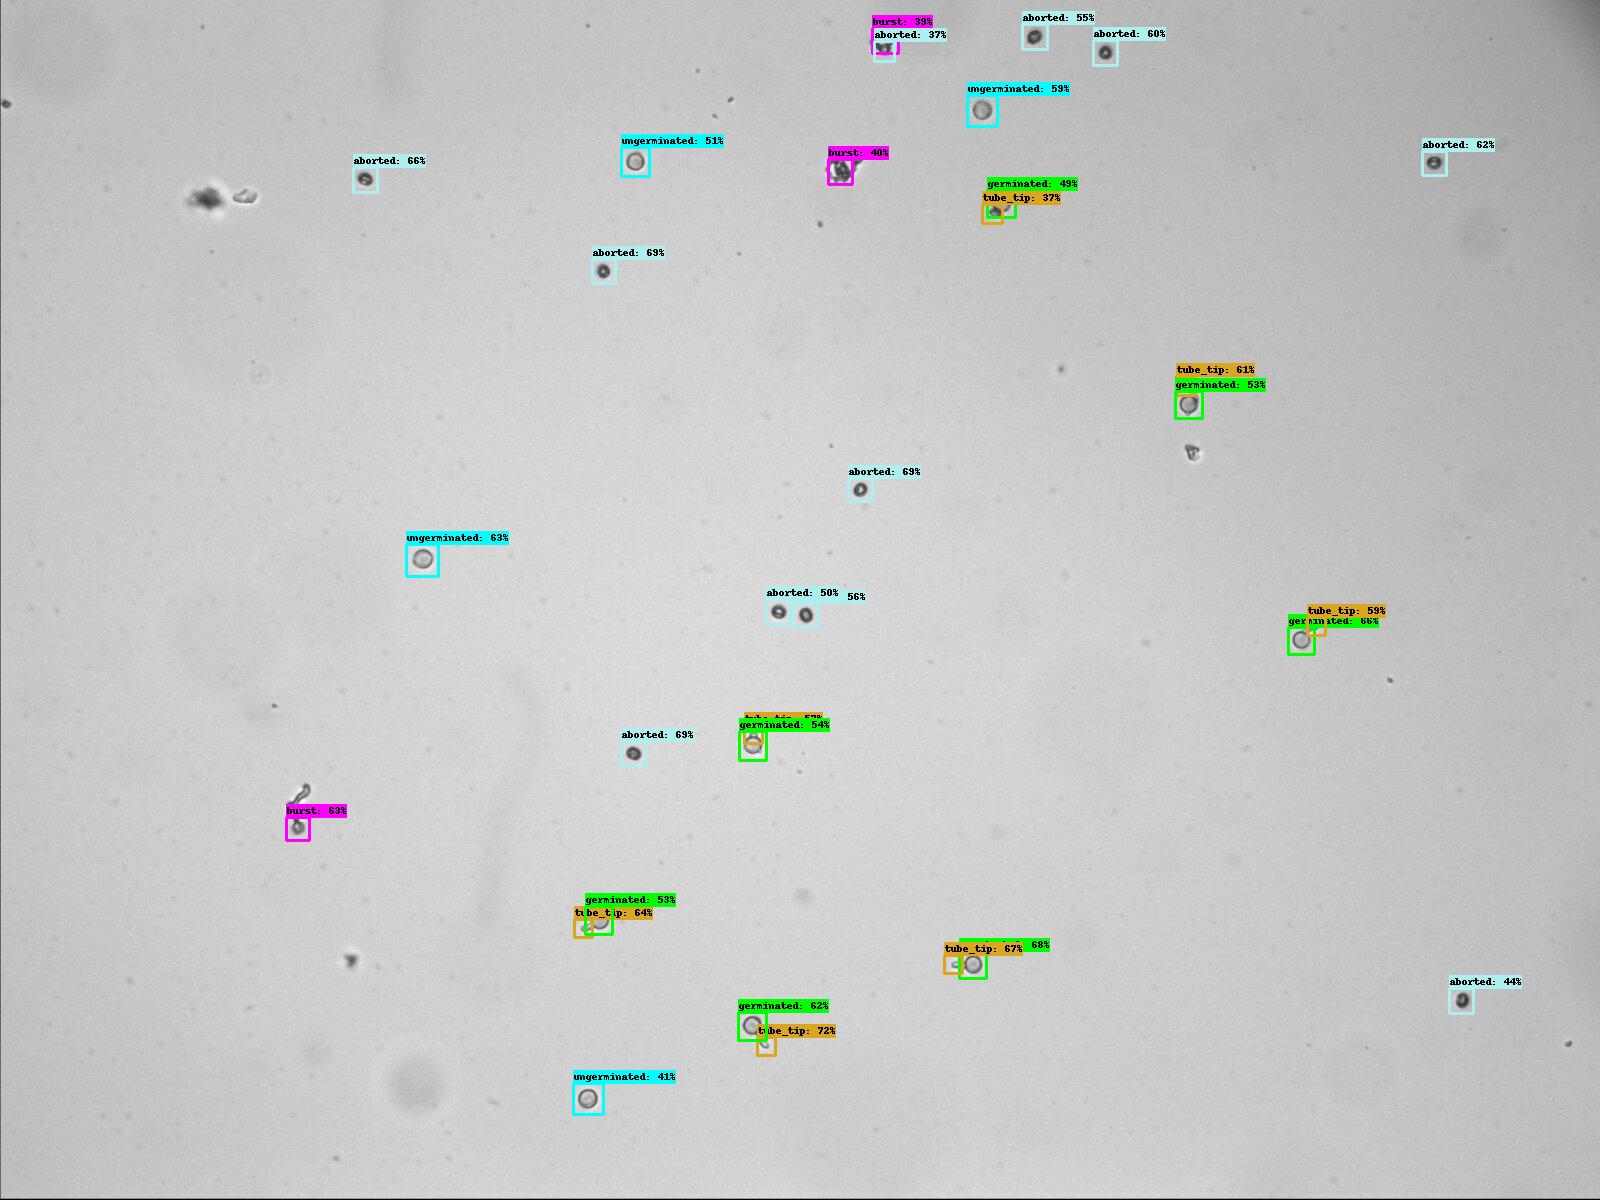 aborted: 55%
burst: 39%
aborted: 37%
aborted: 60%
ungerminated: 59%
ungerminated: 51%
aborted: 62%
burst: 40%
aborted: 66%
germinated: 49%
tube_tip: 37%
aborted: 69%
tube_tip: 61%
germinated: 53%
aborted: 69%
ungerminated: 63%
aborted: 50%
56%
tube_tip: 59%
germinated: 66%
germinated: 54%
aborted: 69%
burst: 63%
germinated: 53%
tube_tip: 64%
68%
tube_tip: 67%
aborted: 44%
germinated: 62%
tube_tip: 72%
ungerminated: 41%